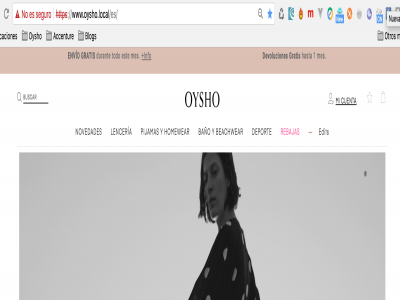 No es seguro https://www.oysho.local/es/
caciones Oysho Accenture Blogs Otros m
Nueva
ENVÍO GRATIS durante todo este mes. +Info Devoluciones Gratis hasta 1 mes.
BUSCAR OYSHO MI CUENTA
NOVEDADES LENCERÍA PIJAMAS Y HOMEWEAR BAÑO Y BEACHWEAR DEPORTE REBAJAS — Edits